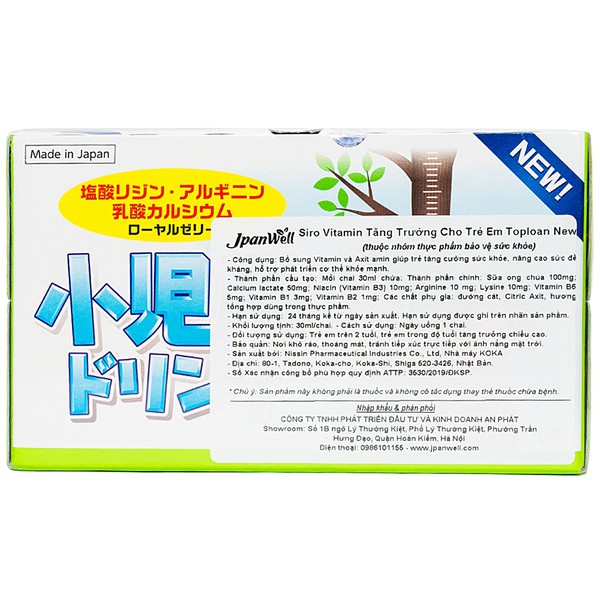 Made in Japan
NEW!
塩酸リジン・アルギニン
乳酸カルシウム
ローヤルゼリー
小児
ドリン
JpanWell
Siro Vitamin Tăng Trưởng Cho Trẻ Em Toploan New
(thuộc nhóm thực phẩm bảo vệ sức khỏe)
- Công dụng: Bổ sung Vitamin và Axit amin giúp trẻ tăng cường sức khỏe, nâng cao sức đề
kháng, hỗ trợ phát triển cơ thể khỏe mạnh.
- Thành phần cấu tạo: Mỗi chai 30ml chứa: Thành phần chính: Sữa ong chúa 100mg;
Calcium lactate 50mg; Niacin (Vitamin B3) 10mg; Arginine 10 mg; Lysine 10mg; Vitamin B6
5mg; Vitamin B1 3mg; Vitamin B2 1mg; Các chất phụ gia: đường cát, Citric Axit, hương
tổng hợp dùng trong thực phẩm.
- Hạn sử dụng: 24 tháng kể từ ngày sản xuất. Hạn sử dụng được ghi trên nhãn sản phẩm.
- Khối lượng tịnh: 30ml/chai. - Cách sử dụng: Ngày uống 1 chai.
- Đối tượng sử dụng: Trẻ em trên 2 tuổi, trẻ em trong độ tuổi tăng trưởng chiều cao.
- Bảo quản: Nơi khô ráo, thoáng mát, tránh tiếp xúc trực tiếp với ánh nắng mặt trời.
- Sản xuất bởi: Nissin Pharmaceutical Industries Co., Ltd, Nhà máy KOKA
- Địa chỉ: 80-1, Tadono, Koka-cho, Koka-Shi, Shiga 520-3426, Nhật Bản.
- Số Xác nhận công bố phù hợp quy định ATTP: 3530/2019/ĐKSP.
* Chú ý: Sản phẩm này không phải là thuốc và không có tác dụng thay thế thuốc chữa bệnh.
Nhập khẩu & phân phối
CÔNG TY TNHH PHÁT TRIỂN ĐẦU TƯ VÀ KINH DOANH AN PHÁT
Showroom: Số 1B ngõ Lý Thường Kiệt, Phố Lý Thường Kiệt, Phường Trần
Hưng Đạo, Quận Hoàn Kiếm, Hà Nội
Điện thoại: 0986101155 - www.jpanwell.com